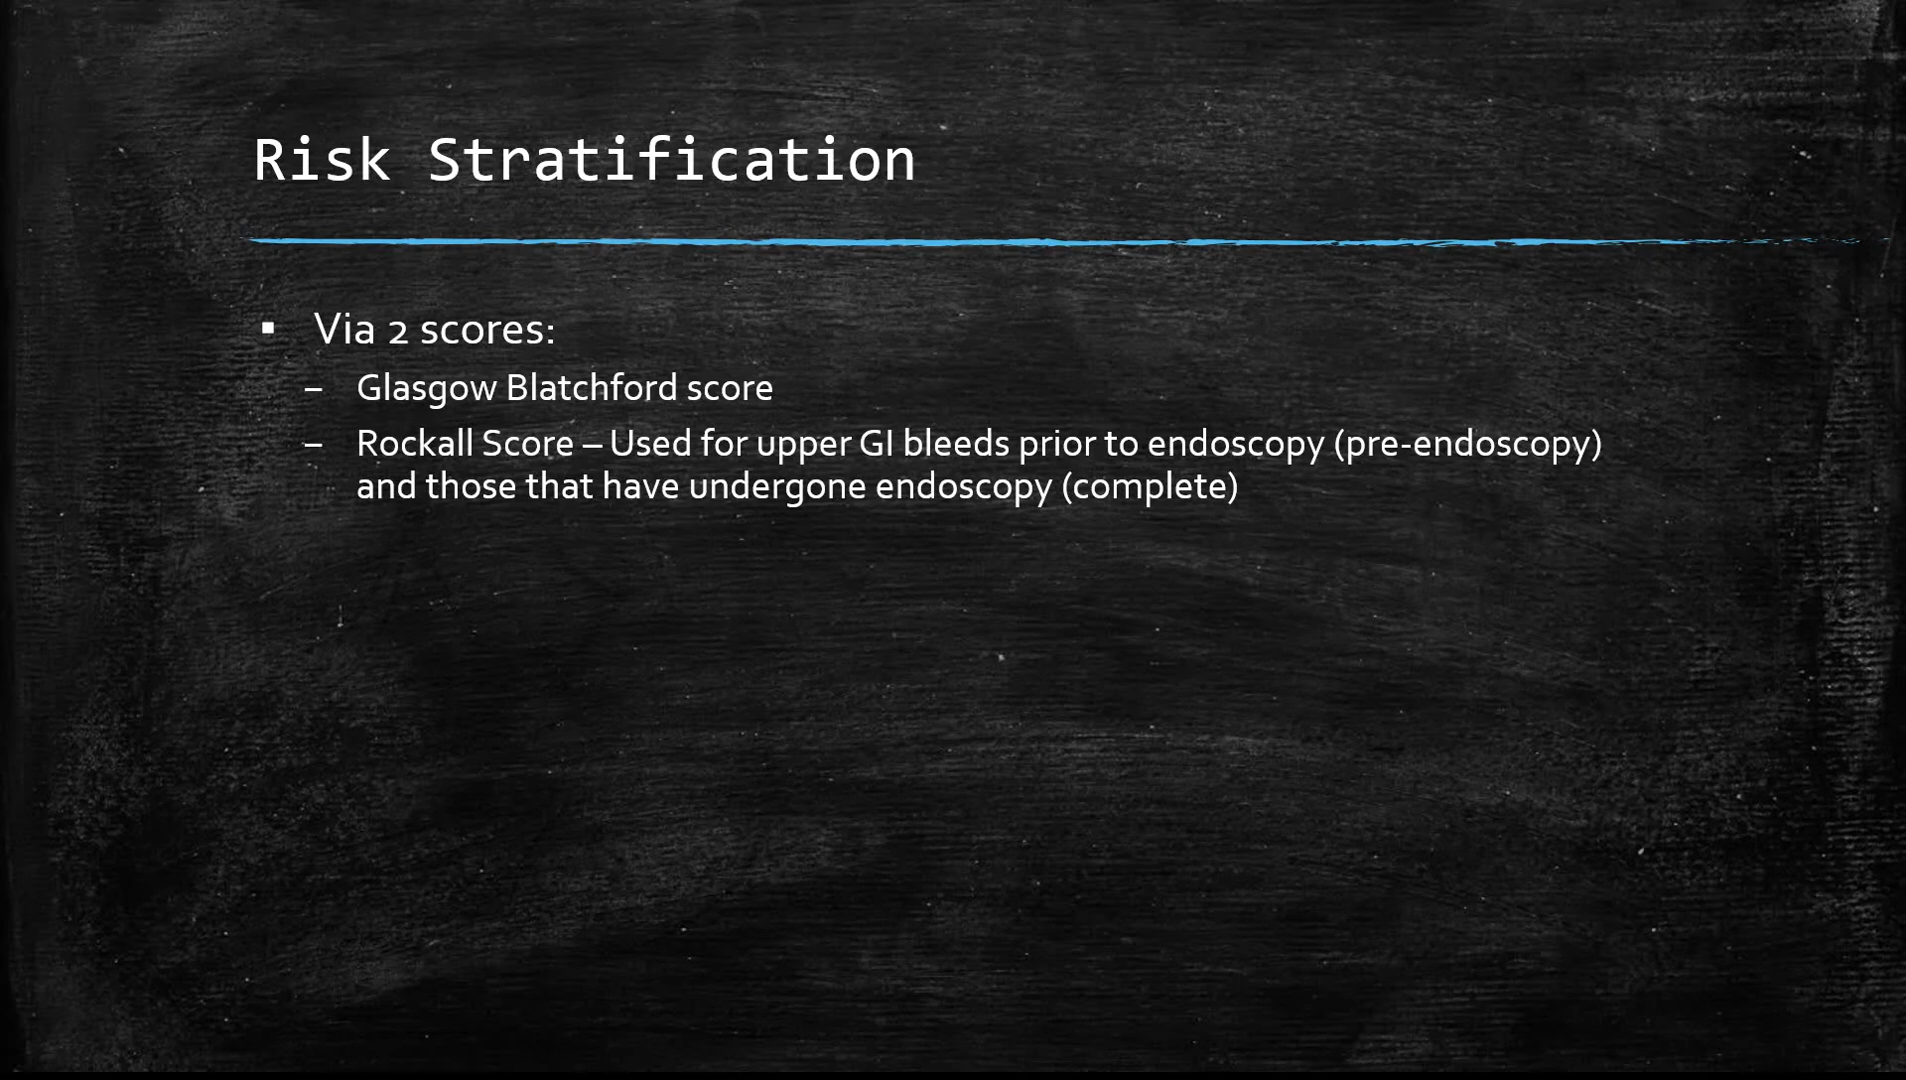 Risk Stratification
▪ Via 2 scores:
– Glasgow Blatchford score
– Rockall Score – Used for upper GI bleeds prior to endoscopy (pre-endoscopy)
and those that have undergone endoscopy (complete)